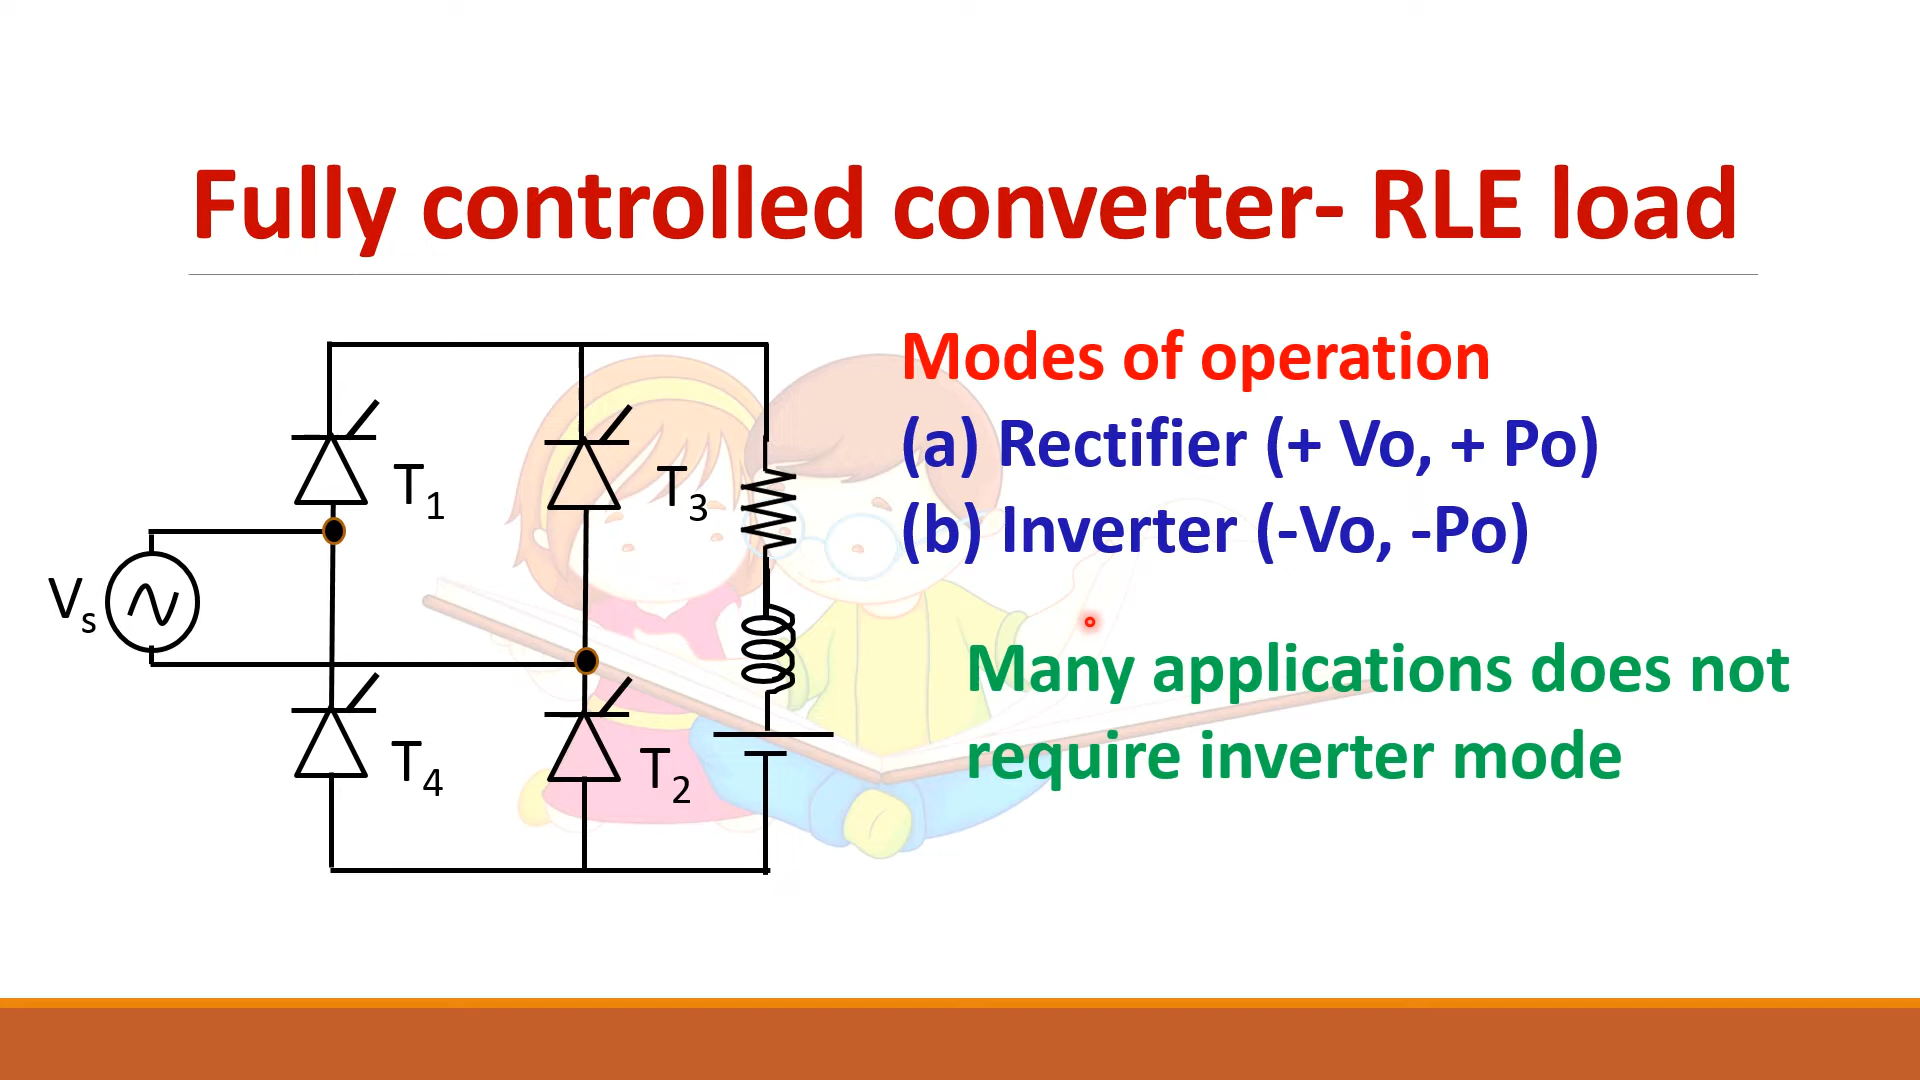 Fully controlled converter- RLE load
Modes of operation
(a) Rectifier (+ Vo, + Po)
(b) Inverter (-Vo, -Po)
Many applications does not
require inverter mode
T1
T3
Vs
T4
T2